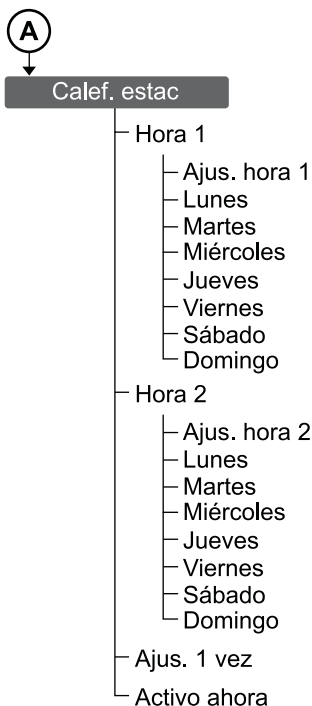 A
Calef. estac
Hora 1
Ajus. hora 1
Lunes
Martes
Miércoles
Jueves
Viernes
Sábado
Domingo
Hora 2
Ajus. hora 2
Lunes
Martes
Miércoles
Jueves
Viernes
Sábado
Domingo
Ajus. 1 vez
Activo ahora